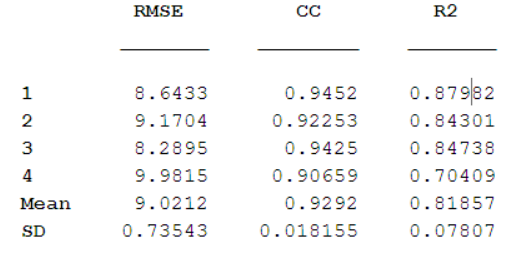 RMSE CC R2
1 8.6433 0.9452 0.87982
2 9.1704 0.92253 0.84301
3 8.2895 0.9425 0.84738
4 9.9815 0.90659 0.70409
Mean 9.0212 0.9292 0.81857
SD 0.73543 0.018155 0.07807